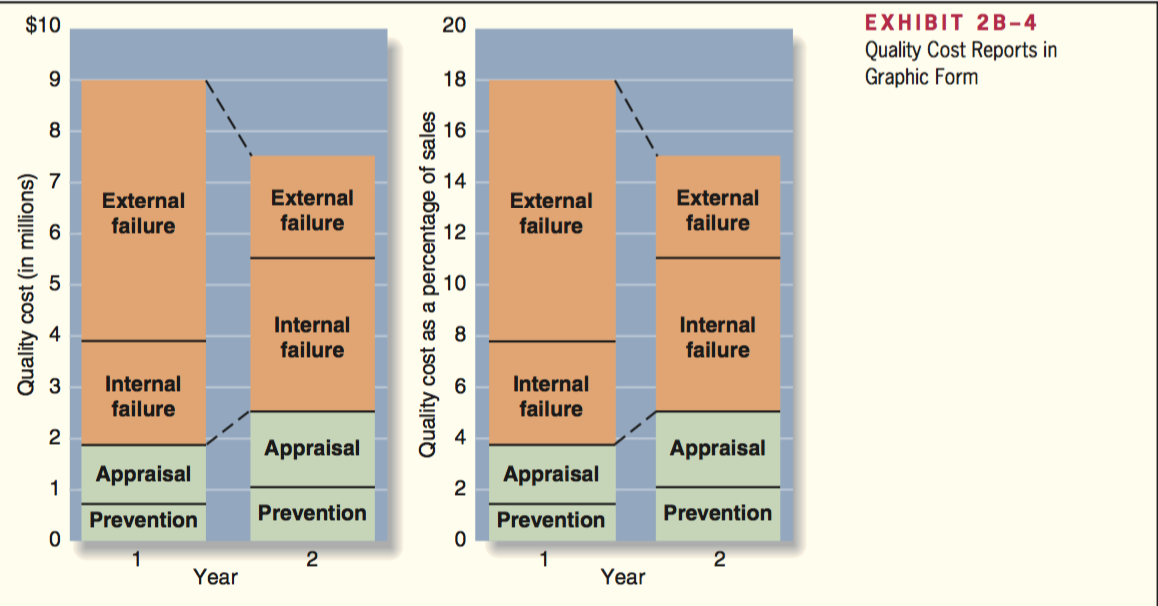 EXHIBIT 2B–4
Quality Cost Reports in
Graphic Form
Quality cost (in millions)
$10
9
8
7
6
5
4
3
2
1
0
External
failure
Internal
failure
Appraisal
Prevention
External
failure
Internal
failure
Appraisal
Prevention
1
2
Year
Quality cost as a percentage of sales
20
18
16
14
12
10
8
6
4
2
0
External
failure
Internal
failure
Appraisal
Prevention
External
failure
Internal
failure
Appraisal
Prevention
1
2
Year